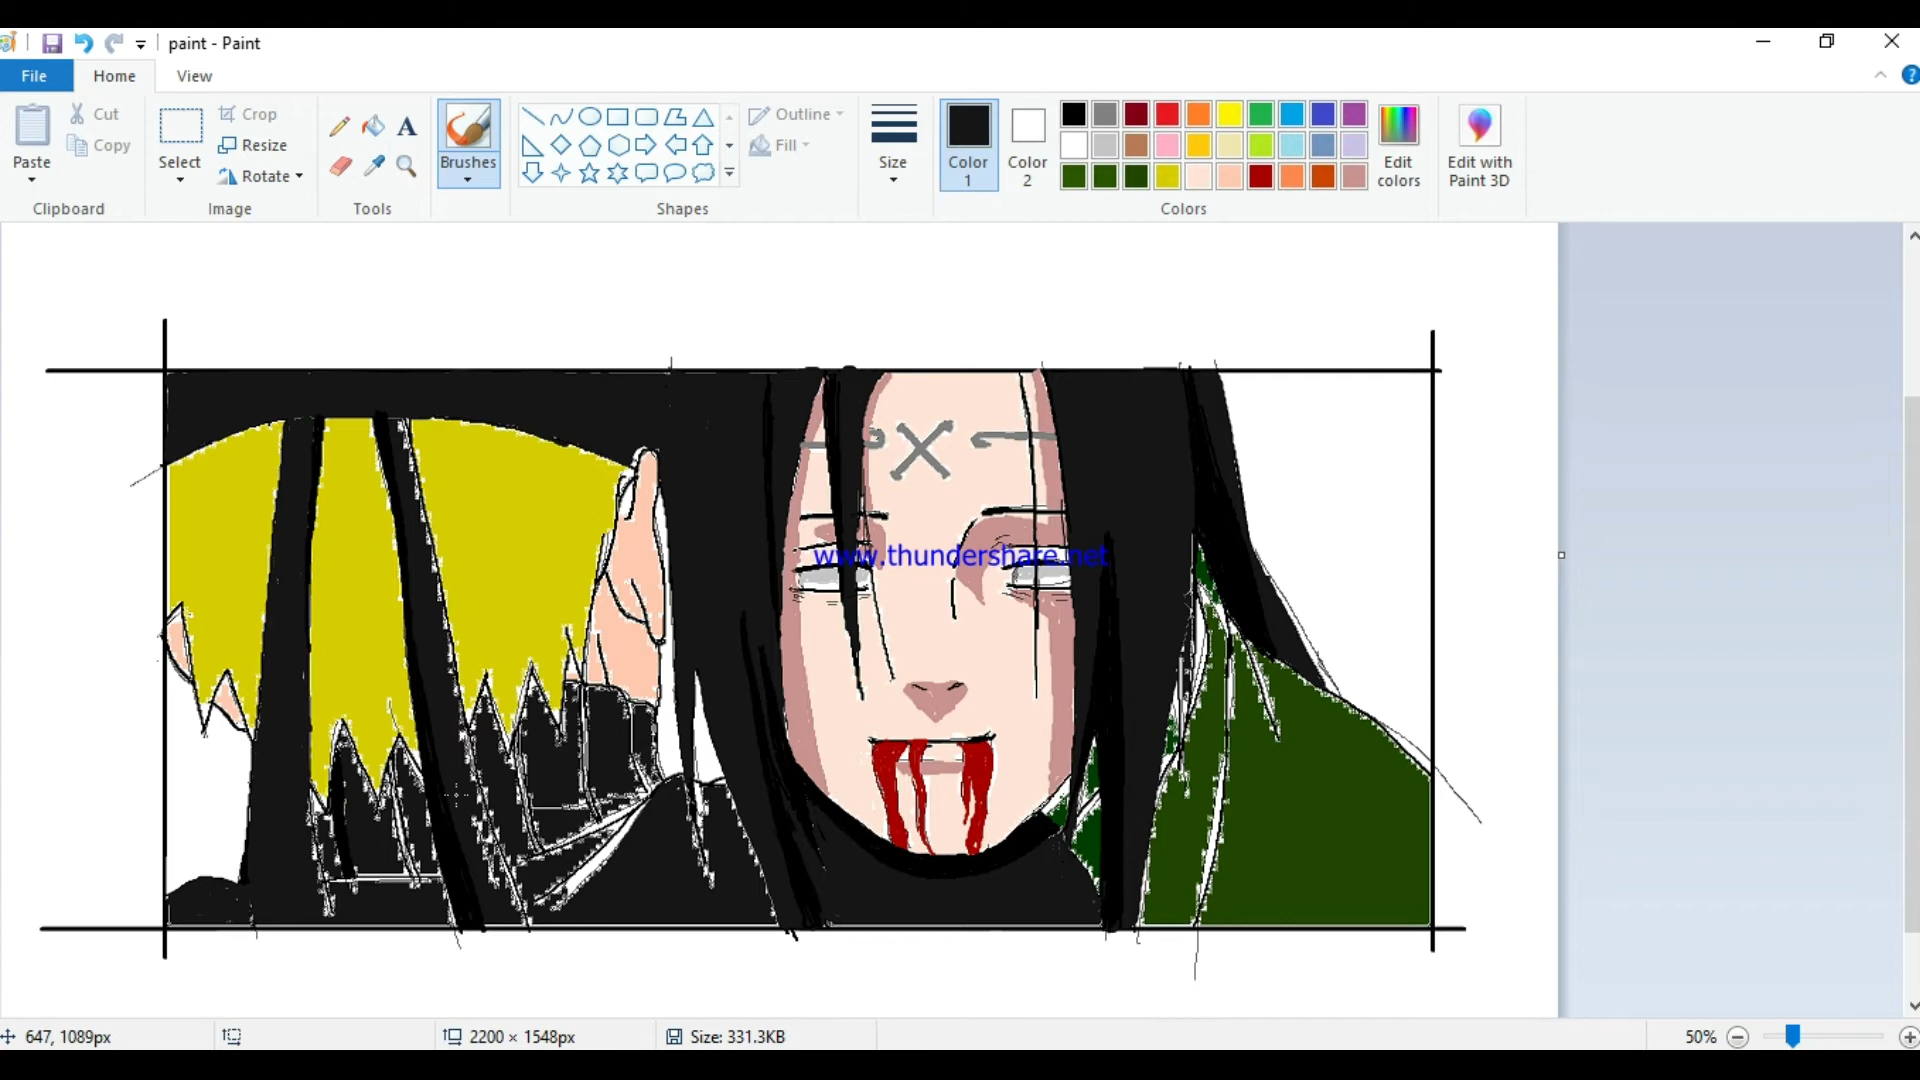 paint - Paint
File Home View
Cut
Copy
Paste
Clipboard
Crop
Resize
Rotate
Select
Image
A
Tools
Brushes
Outline
Fill
Shapes
Size
Color 1
Color 2
Edit colors
Edit with Paint 3D
Colors
www.thundershare.net
647, 1089px
2200 × 1548px
Size: 331.3KB
50%